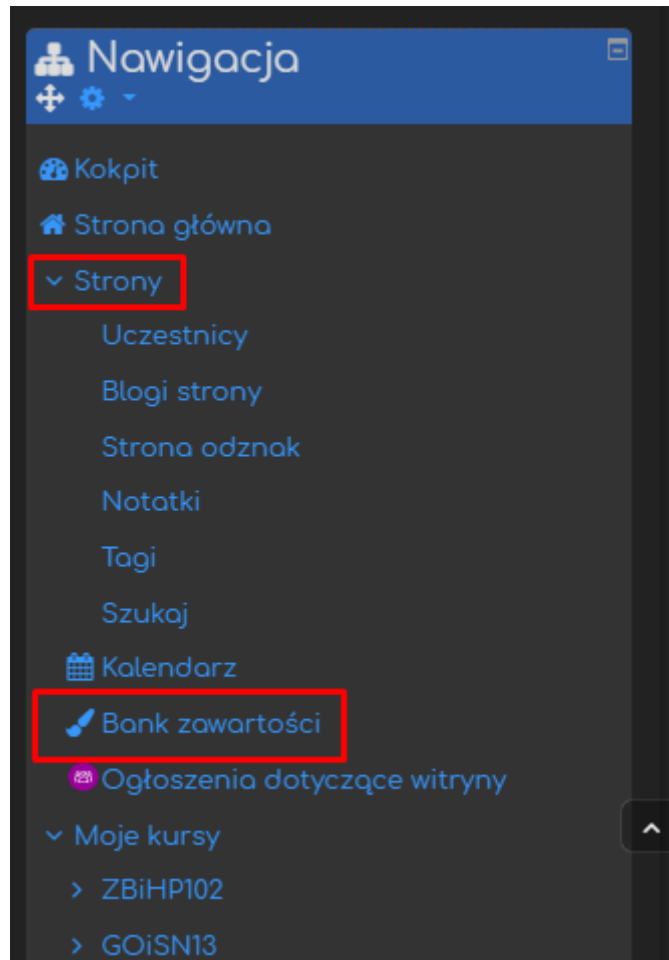 Nawigacja
Kokpit
Strona główna
Strony
Uczestnicy
Blogi strony
Strona odznak
Notatki
Tagi
Szukaj
Kalendarz
Bank zawartości
Ogłoszenia dotyczące witryny
Moje kursy
ZBiHP102
GOiSN13